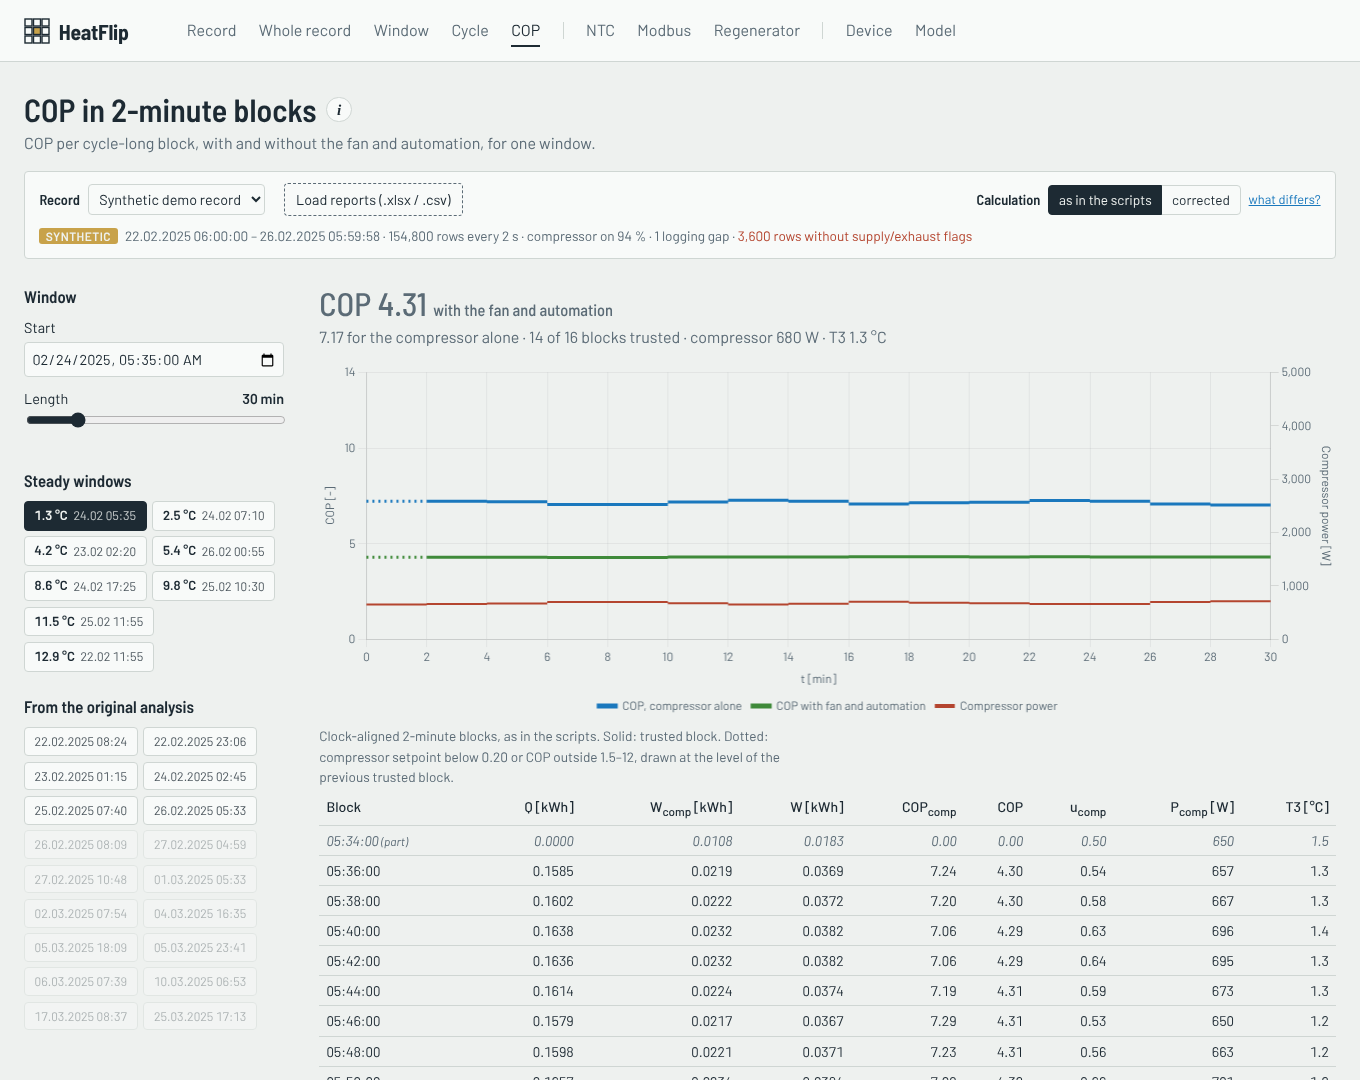 HeatFlip
Record Whole record Window Cycle COP NTC Modbus Regenerator Device Model
COP in 2-minute blocks i
COP per cycle-long block, with and without the fan and automation, for one window.
Record Synthetic demo record Load reports (.xlsx / .csv) Calculation as in the scripts corrected what differs?
SYNTHETIC 22.02.2025 06:00:00 – 26.02.2025 05:59:58 · 154,800 rows every 2 s · compressor on 94 % · 1 logging gap · 3,600 rows without supply/exhaust flags
Window
Start
02/24/2025, 05:35:00 AM
Length 30 min
Steady windows
1.3 °C 24.02 05:35 2.5 °C 24.02 07:10
4.2 °C 23.02 02:20 5.4 °C 26.02 00:55
8.6 °C 24.02 17:25 9.8 °C 25.02 10:30
11.5 °C 25.02 11:55
12.9 °C 22.02 11:55
From the original analysis
22.02.2025 08:24 22.02.2025 23:06
23.02.2025 01:15 24.02.2025 02:45
25.02.2025 07:40 26.02.2025 05:33
26.02.2025 08:09 27.02.2025 04:59
27.02.2025 10:48 01.03.2025 05:33
02.03.2025 07:54 04.03.2025 16:35
05.03.2025 18:09 05.03.2025 23:41
06.03.2025 07:39 10.03.2025 06:53
17.03.2025 08:37 25.03.2025 17:13
COP 4.31 with the fan and automation
7.17 for the compressor alone · 14 of 16 blocks trusted · compressor 680 W · T3 1.3 °C
14 10 5 0
COP [-]
5,000 4,000 3,000 2,000 1,000 0
Compressor power [W]
0 2 4 6 8 10 12 14 16 18 20 22 24 26 28 30
t [min]
COP, compressor alone COP with fan and automation Compressor power
Clock-aligned 2-minute blocks, as in the scripts. Solid: trusted block. Dotted:
compressor setpoint below 0.20 or COP outside 1.5–12, drawn at the level of the
previous trusted block.
Block Q [kWh] Wcomp [kWh] W [kWh] COPcomp COP ucomp Pcomp [W] T3 [°C]
05:34:00 (part) 0.0000 0.0108 0.0183 0.00 0.00 0.50 650 1.5
05:36:00 0.1585 0.0219 0.0369 7.24 4.30 0.54 657 1.3
05:38:00 0.1602 0.0222 0.0372 7.20 4.30 0.58 667 1.3
05:40:00 0.1638 0.0232 0.0382 7.06 4.29 0.63 696 1.4
05:42:00 0.1636 0.0232 0.0382 7.06 4.29 0.64 695 1.3
05:44:00 0.1614 0.0224 0.0374 7.19 4.31 0.59 673 1.3
05:46:00 0.1579 0.0217 0.0367 7.29 4.31 0.53 650 1.2
05:48:00 0.1598 0.0221 0.0371 7.23 4.31 0.56 663 1.2